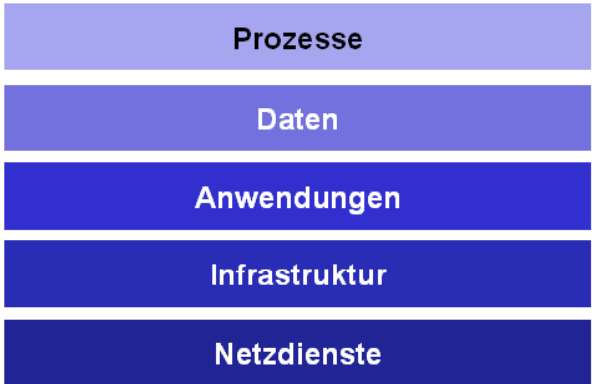 Prozesse
Daten
Anwendungen
Infrastruktur
Netzdienste